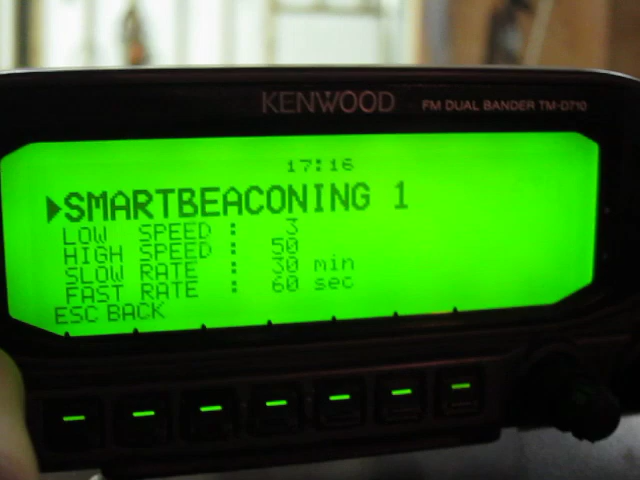 KENWOOD FM DUAL BANDER TM-D710
17:16
SMARTBEACONING 1
LOW SPEED : 3
HIGH SPEED : 50
SLOW RATE : 30 min
FAST RATE : 60 sec
ESC BACK